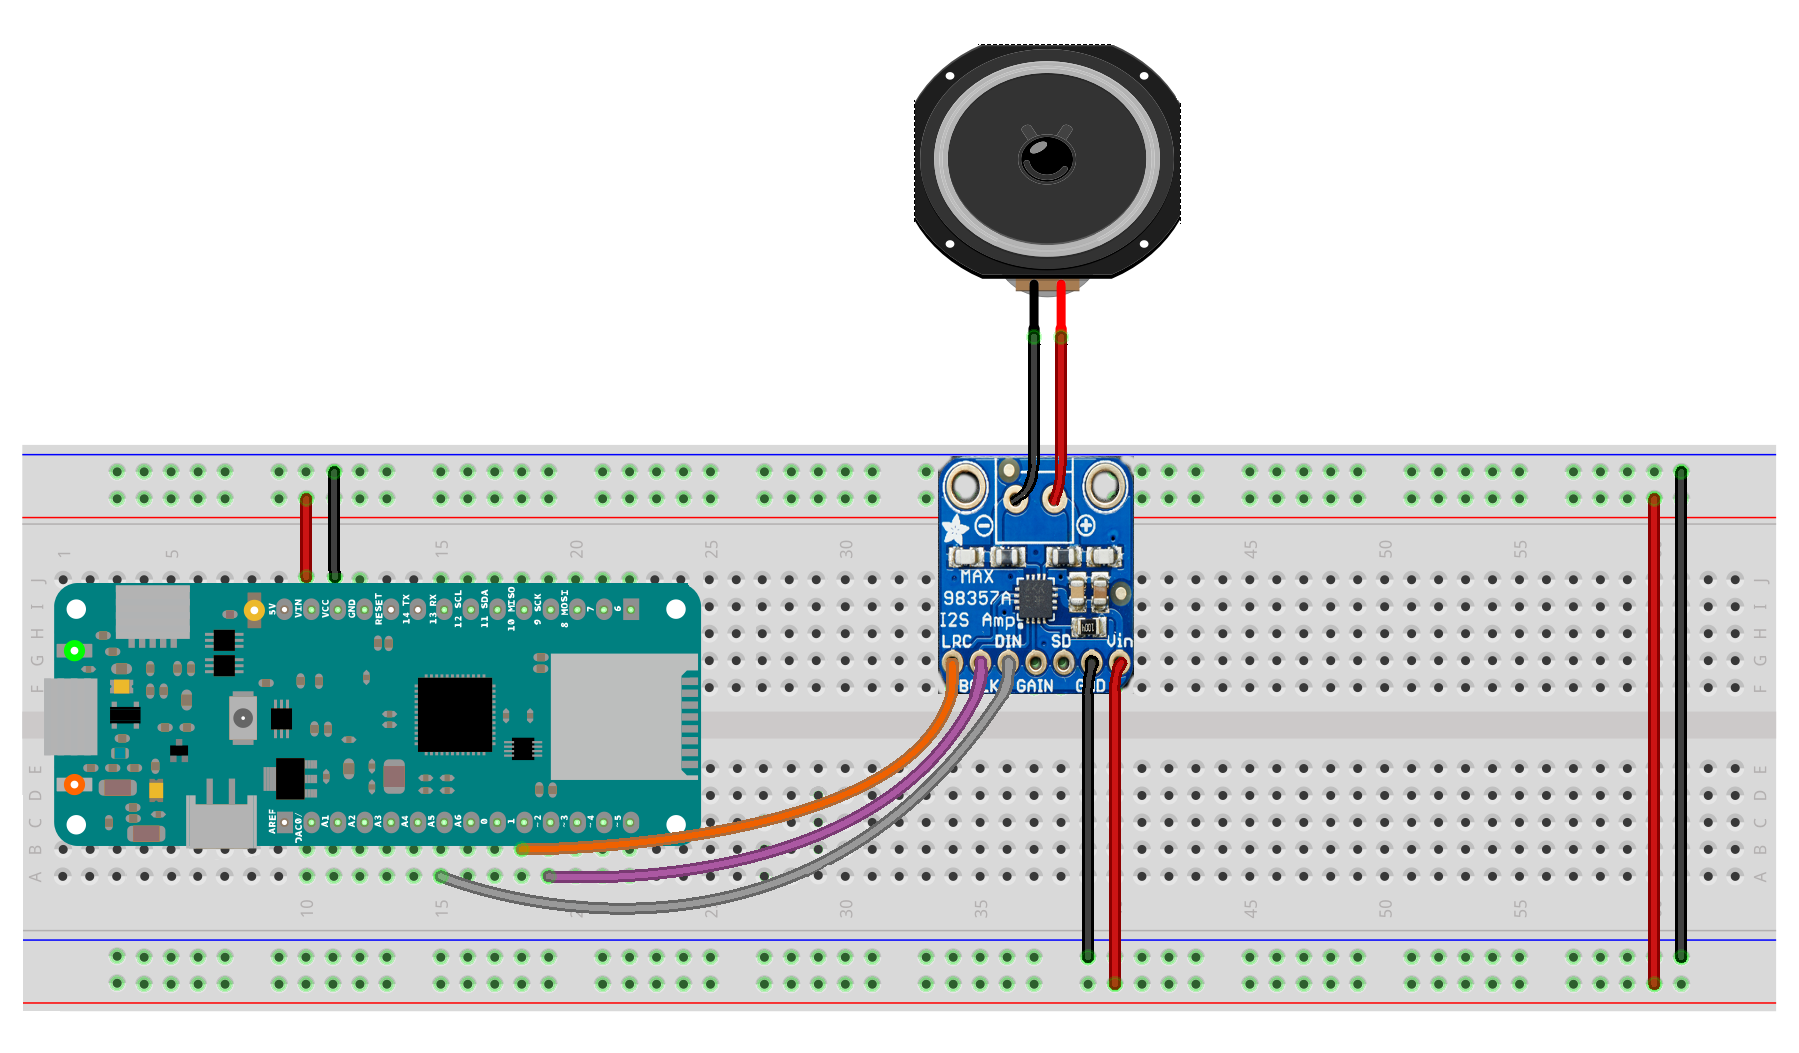 1 5 15 20 25 30 45 50 55
J J
I I
H H
G G
F F
5V VIN VCC GND RESET 14 TX 13 RX 12 SCL 11 SDA 10 MISO 9 SCK 8 MOSI 7 6
MAX
98357A
I2S Amp
LRC DIN SD Vin
BCLK GAIN GND
E E
D D
C C
B B
A A
AREF DAC0/ A1 A2 A3 A4 A5 A6 0 1 ~2 ~3 ~4 ~5
10 15 25 30 35 45 50 55